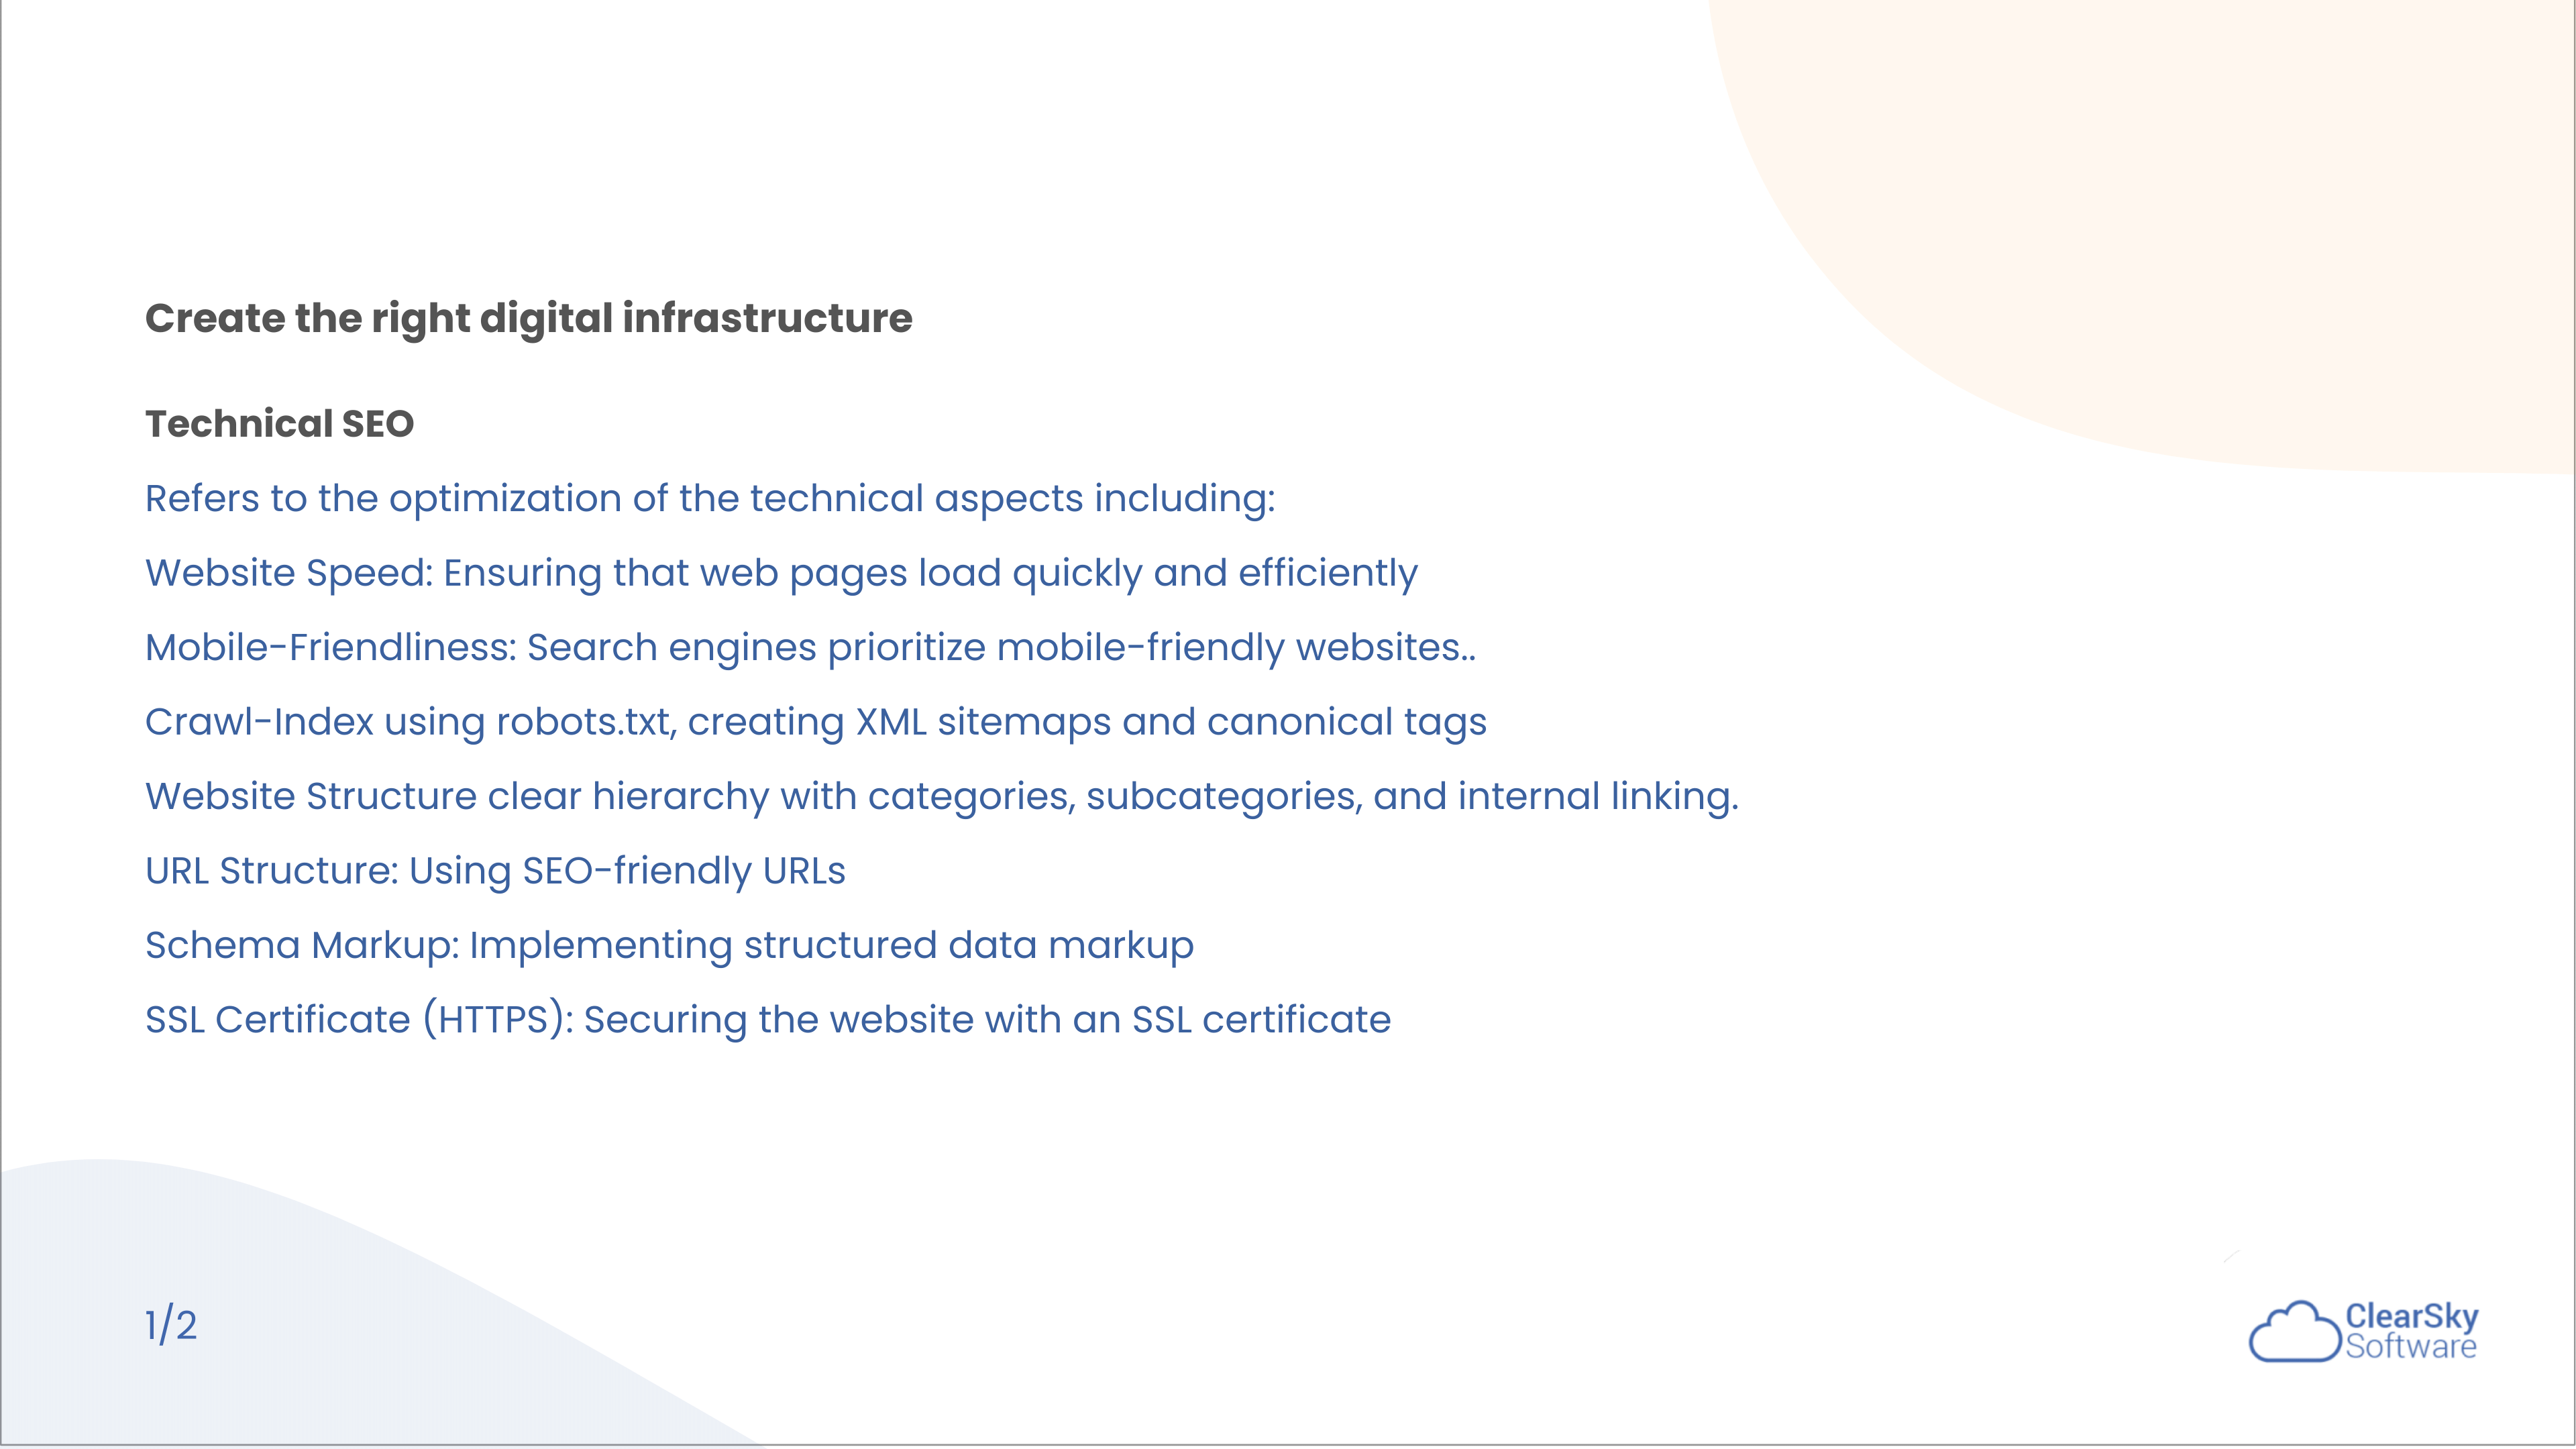 Create the right digital infrastructure
Technical SEO
Refers to the optimization of the technical aspects including:
Website Speed: Ensuring that web pages load quickly and efficiently
Mobile-Friendliness: Search engines prioritize mobile-friendly websites..
Crawl-Index using robots.txt, creating XML sitemaps and canonical tags
Website Structure clear hierarchy with categories, subcategories, and internal linking.
URL Structure: Using SEO-friendly URLs
Schema Markup: Implementing structured data markup
SSL Certificate (HTTPS): Securing the website with an SSL certificate
1/2
ClearSky
Software